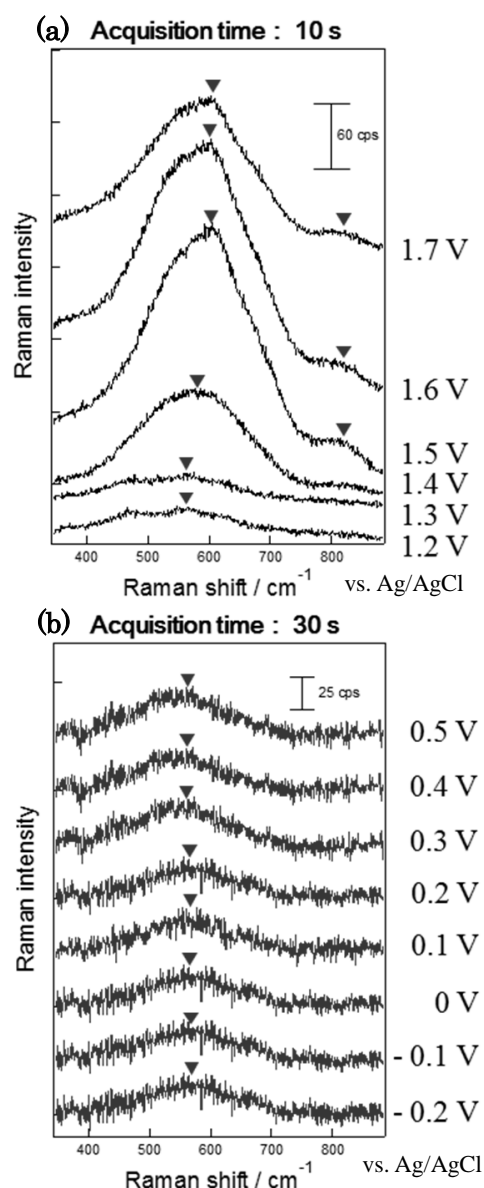 (a) Acquisition time : 10 s
60 cps
Raman intensity
1.7 V
1.6 V
1.5 V
1.4 V
1.3 V
1.2 V
400 500 600 700 800
Raman shift / cm⁻¹
vs. Ag/AgCl
(b) Acquisition time : 30 s
25 cps
Raman intensity
0.5 V
0.4 V
0.3 V
0.2 V
0.1 V
0 V
- 0.1 V
- 0.2 V
400 500 600 700 800
Raman shift / cm⁻¹
vs. Ag/AgCl